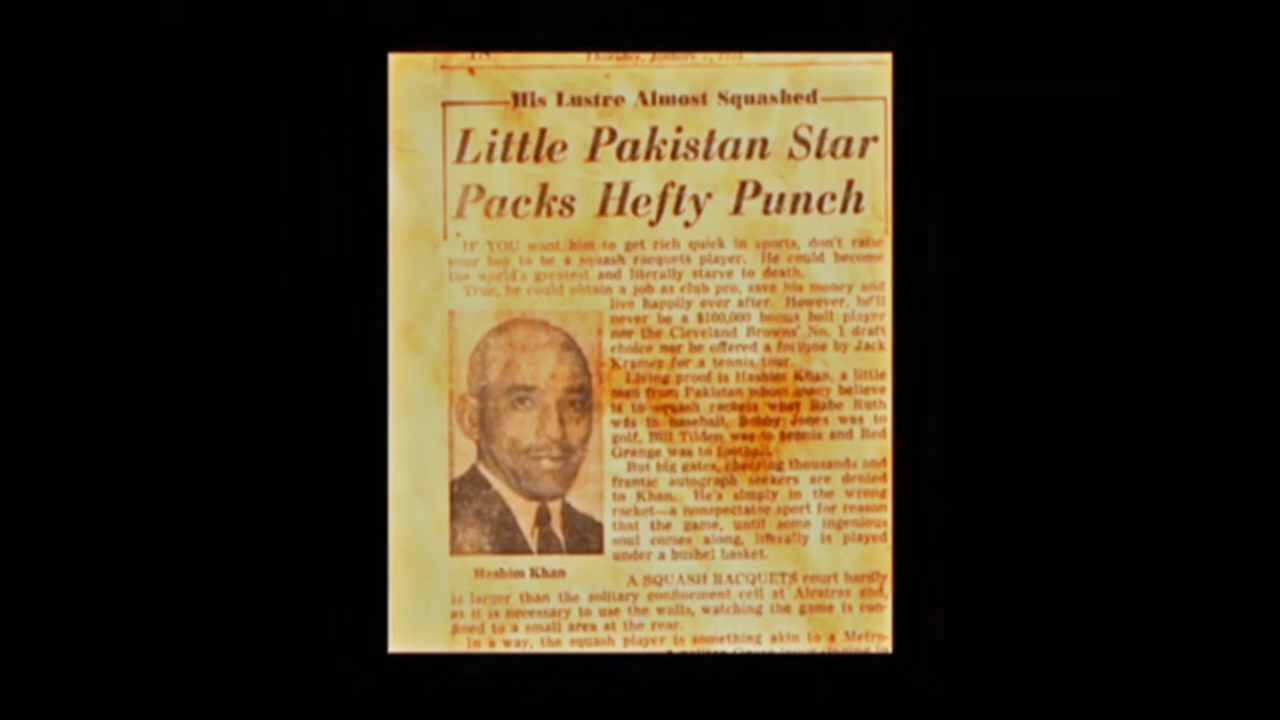 Thursday, January
His Lustre Almost Squashed
Little Pakistan Star
Packs Hefty Punch
IF YOU want him to get rich quick in sports, don't raise
your boy to be a squash racquets player. He could become
the world's greatest and literally starve to death.
True, he could obtain a job as club pro, save his money and
live happily ever after. However, he'll
never be a $100,000 bonus ball player
nor the Cleveland Browns' No. 1 draft
choice nor be offered a fortune by Jack
Kramer for a tennis tour.
Living proof is Hashim Khan, a little
man from Pakistan whom many believe
is to squash rackets what Babe Ruth
was to baseball, Bobby Jones was to
golf, Bill Tilden was to tennis and Red
Grange was to football.
But big gates, cheering thousands and
frantic autograph seekers are denied
to Khan. He's simply in the wrong
racket—a nonspectator sport for reason
that the game, until some ingenious
soul comes along, literally is played
under a bushel basket.
Hashim Khan
A SQUASH RACQUETS court hardly
is larger than the solitary confinement cell at Alcatraz and,
as it is necessary to use the walls, watching the game is con-
fined to a small area at the rear.
In a way, the squash player is something akin to a Metro-